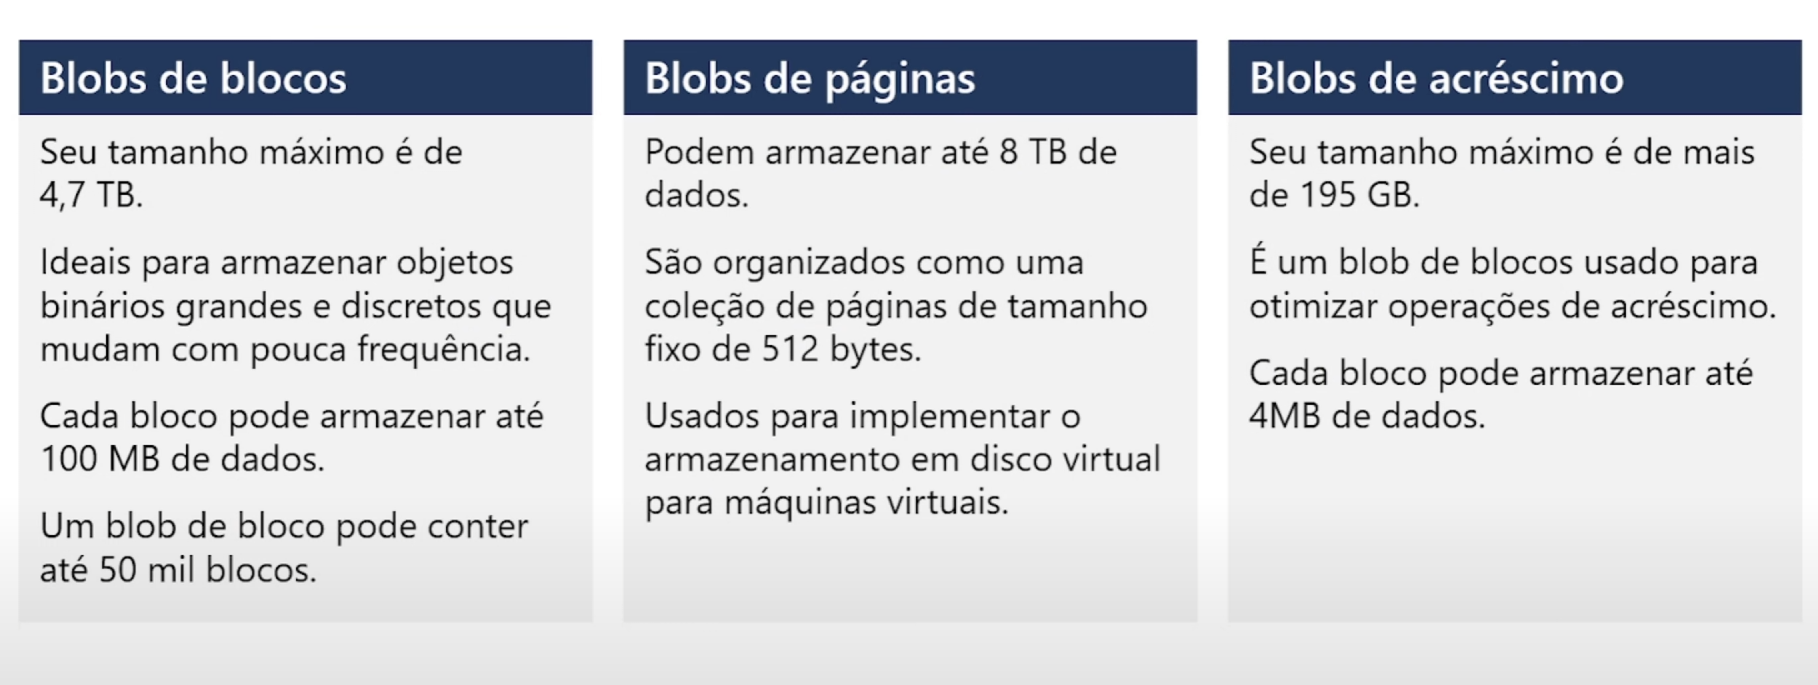 Blobs de blocos
Seu tamanho máximo é de
4,7 TB.
Ideais para armazenar objetos
binários grandes e discretos que
mudam com pouca frequência.
Cada bloco pode armazenar até
100 MB de dados.
Um blob de bloco pode conter
até 50 mil blocos.
Blobs de páginas
Podem armazenar até 8 TB de
dados.
São organizados como uma
coleção de páginas de tamanho
fixo de 512 bytes.
Usados para implementar o
armazenamento em disco virtual
para máquinas virtuais.
Blobs de acréscimo
Seu tamanho máximo é de mais
de 195 GB.
É um blob de blocos usado para
otimizar operações de acréscimo.
Cada bloco pode armazenar até
4MB de dados.